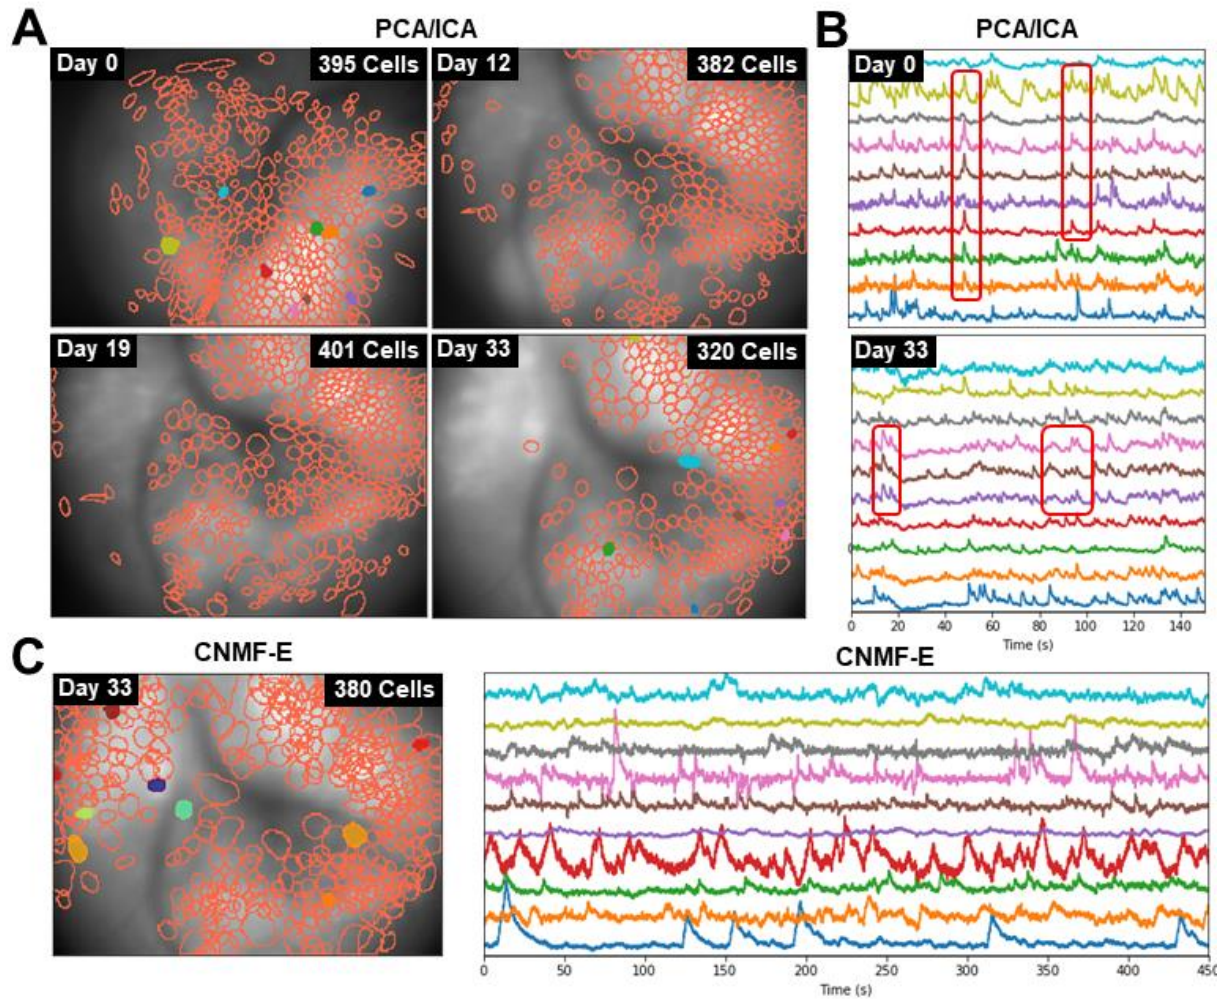 A
PCA/ICA
Day 0
395 Cells
Day 12
382 Cells
Day 19
401 Cells
Day 33
320 Cells
B
PCA/ICA
Day 0
Day 33
0 20 40 60 80 100 120 140
Time (s)
C
CNMF-E
Day 33
380 Cells
CNMF-E
0 50 100 150 200 250 300 350 400 450
Time (s)